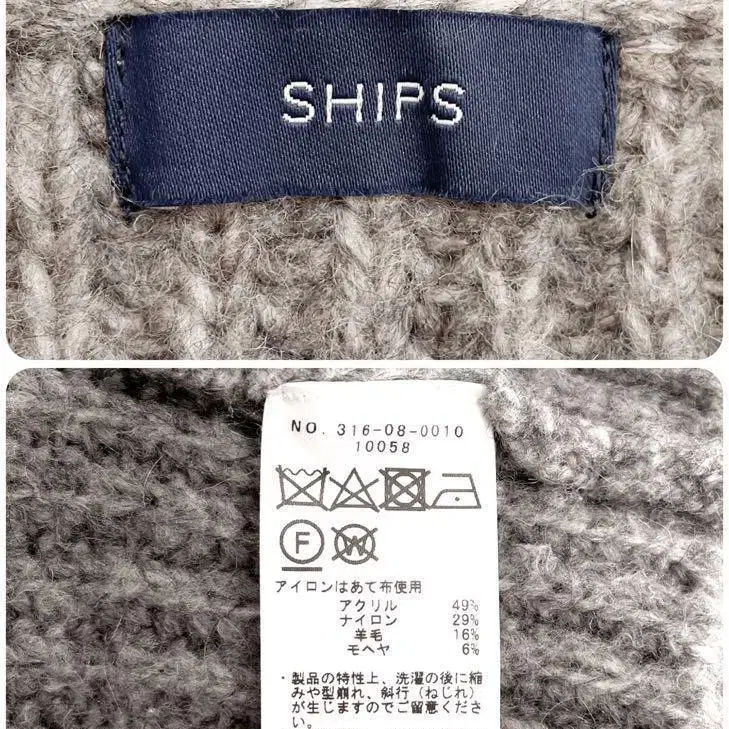 SHIPS
NO. 316-08-0010
10058
F
W
アイロンはあて布使用
アクリル 49%
ナイロン 29%
羊毛 16%
モヘヤ 6%
・製品の特性上、洗濯の後に縮
みや型崩れ、斜行(ねじれ)
が生じますのでご留意くださ
い。